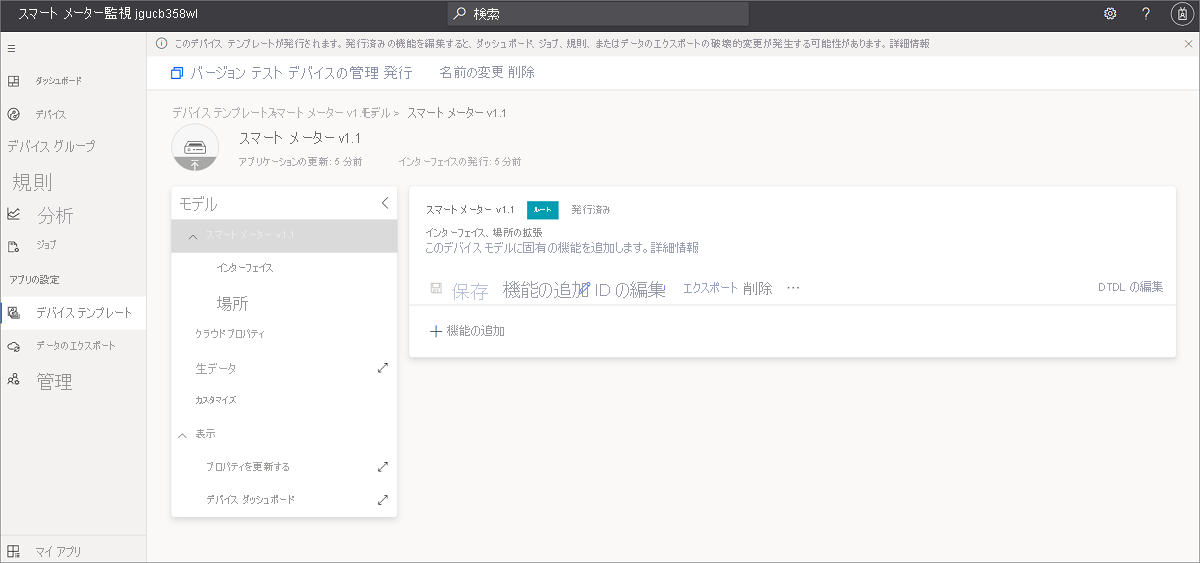 スマート メーター監視 jgucb358wl
検索
?
このデバイス テンプレートが発行されます。発行済みの機能を編集すると、ダッシュボード、ジョブ、規則、またはデータのエクスポートの破壊的変更が発生する可能性があります。詳細情報
バージョン テスト デバイスの管理 発行 名前の変更 削除
ダッシュボード
デバイス
デバイス グループ
規則
分析
ジョブ
アプリの設定
デバイス テンプレート
データのエクスポート
管理
マイ アプリ
デバイス テンプレート スマート メーター v1.1 モデル > スマート メーター v1.1
スマート メーター v1.1
アプリケーションの更新: 5 分前 インターフェイスの発行: 5 分前
モデル
スマート メーター v1.1
インターフェイス
場所
クラウド プロパティ
生データ
カスタマイズ
表示
プロパティを更新する
デバイス ダッシュボード
スマート メーター v1.1 ルート 発行済み
インターフェイス、場所の拡張
このデバイス モデルに固有の機能を追加します。詳細情報
保存 機能の追加 ID の編集 エクスポート 削除 … DTDL の編集
機能の追加